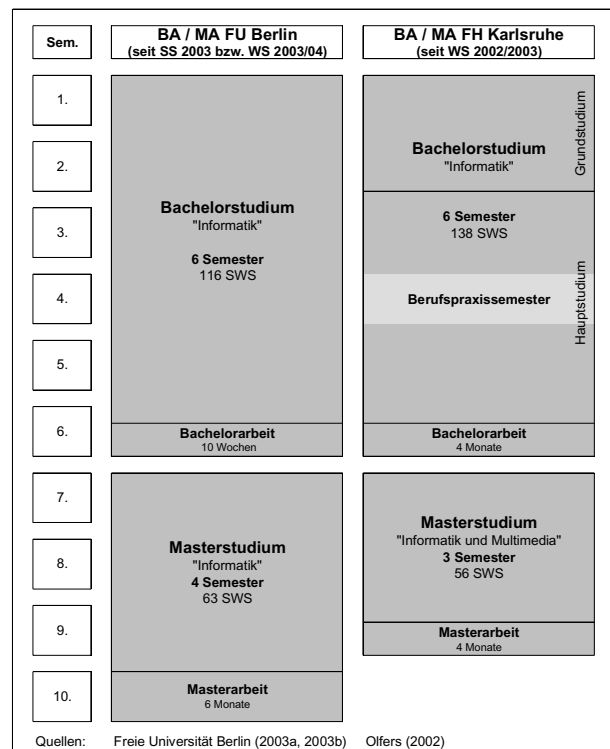 Sem.
BA / MA FU Berlin
(seit SS 2003 bzw. WS 2003/04)
BA / MA FH Karlsruhe
(seit WS 2002/2003)
1.
2.
3.
4.
5.
6.
7.
8.
9.
10.
Bachelorstudium
"Informatik"
6 Semester
116 SWS
Bachelorarbeit
10 Wochen
Masterstudium
"Informatik"
4 Semester
63 SWS
Masterarbeit
6 Monate
Bachelorstudium
"Informatik"
Grundstudium
6 Semester
138 SWS
Berufspraxissemester
Hauptstudium
Bachelorarbeit
4 Monate
Masterstudium
"Informatik und Multimedia"
3 Semester
56 SWS
Masterarbeit
4 Monate
Quellen: Freie Universität Berlin (2003a, 2003b) Olfers (2002)